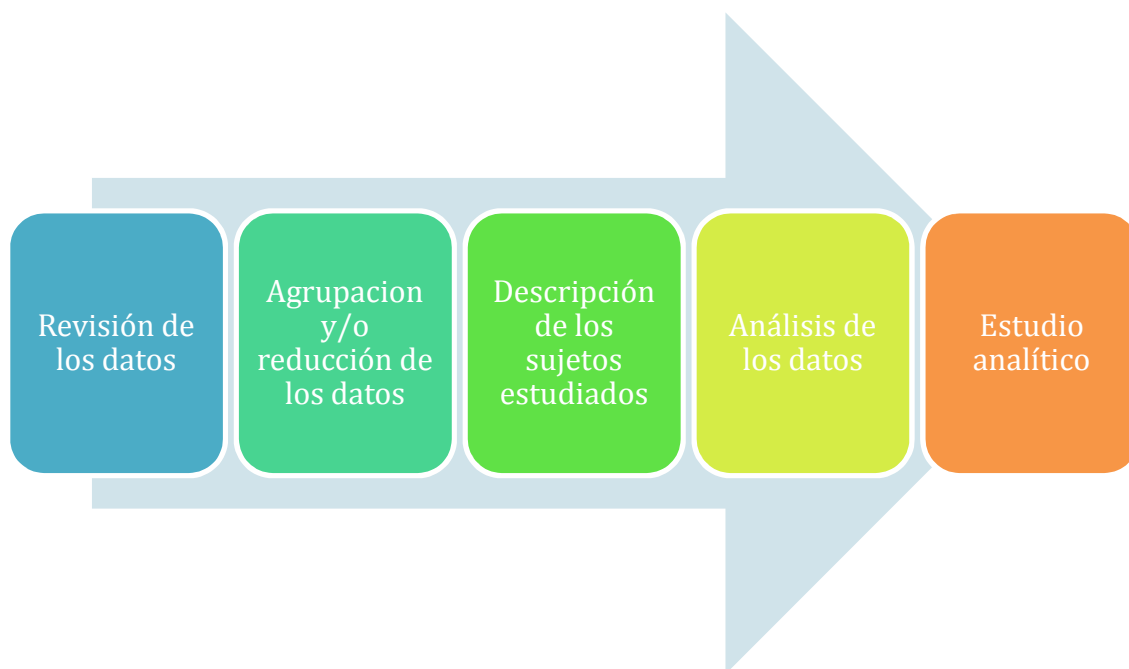 Revisión de
los datos
Agrupacion
y/o
reducción de
los datos
Descripción
de los
sujetos
estudiados
Análisis de
los datos
Estudio
analítico